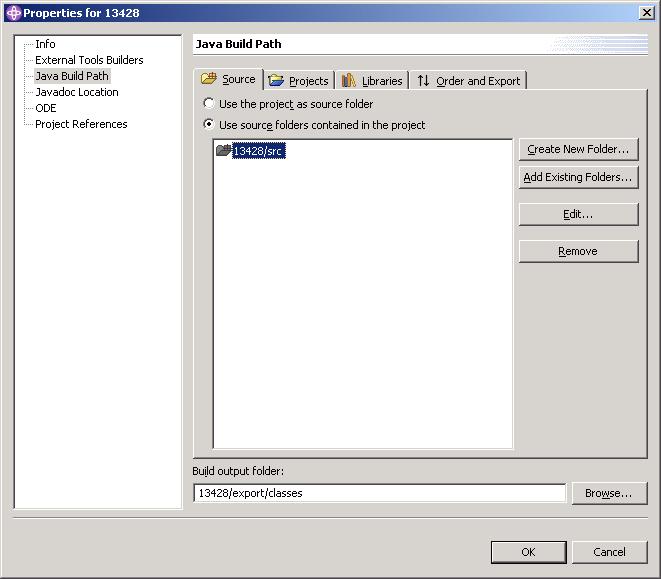 Properties for 13428
Info
External Tools Builders
Java Build Path
Javadoc Location
ODE
Project References
Java Build Path
Source Projects Libraries Order and Export
Use the project as source folder
Use source folders contained in the project
13428/src
Create New Folder...
Add Existing Folders...
Edit...
Remove
Build output folder:
13428/export/classes
Browse...
OK Cancel